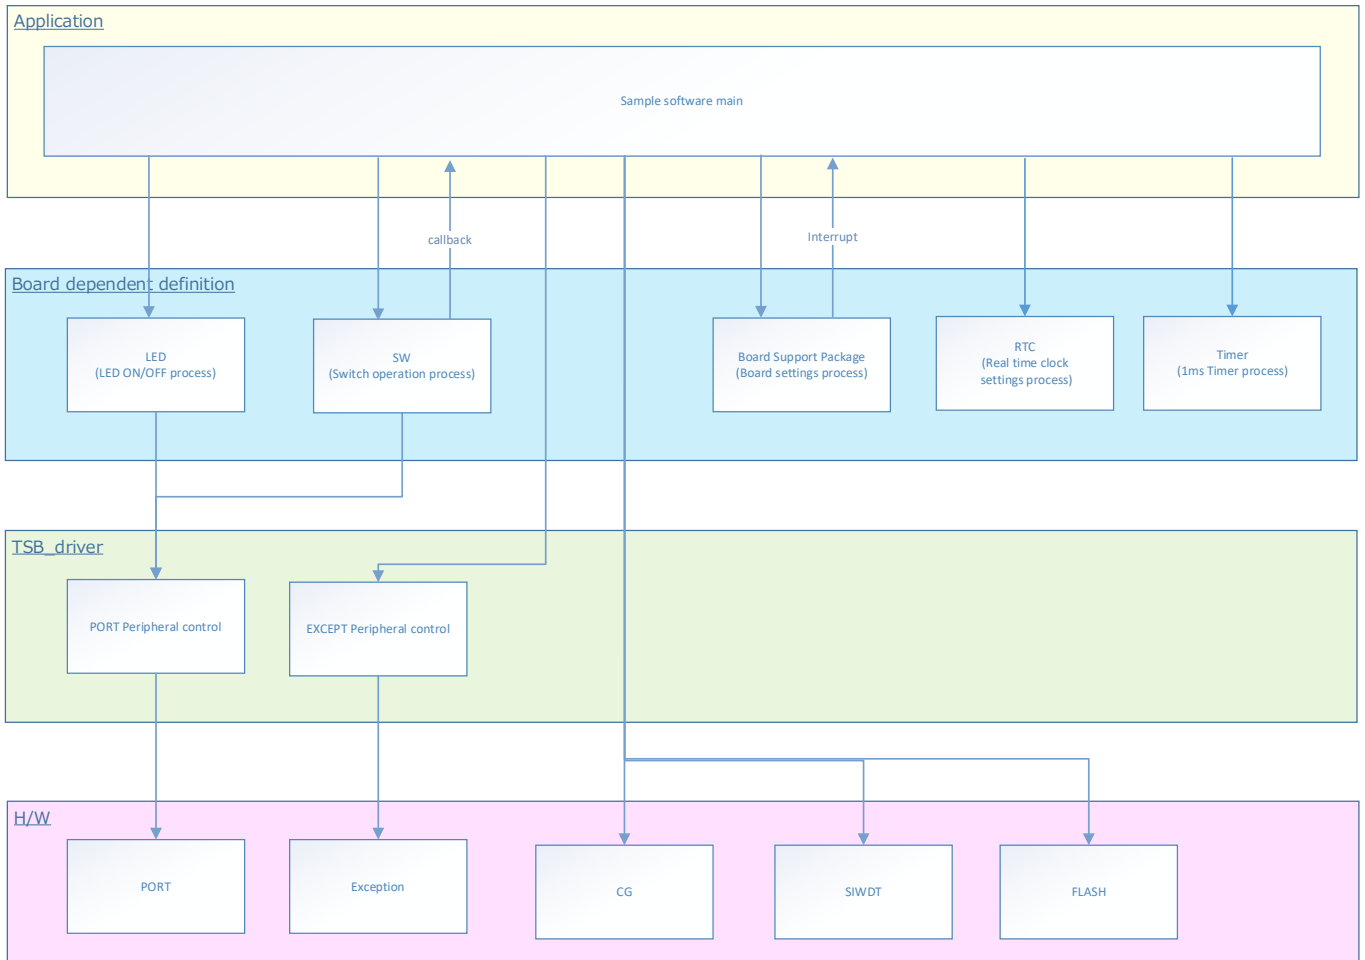 Application
Sample software main
callback
Interrupt
Board dependent definition
LED
(LED ON/OFF process)
SW
(Switch operation process)
Board Support Package
(Board settings process)
RTC
(Real time clock
settings process)
Timer
(1ms Timer process)
TSB_driver
PORT Peripheral control
EXCEPT Peripheral control
H/W
PORT
Exception
CG
SIWDT
FLASH